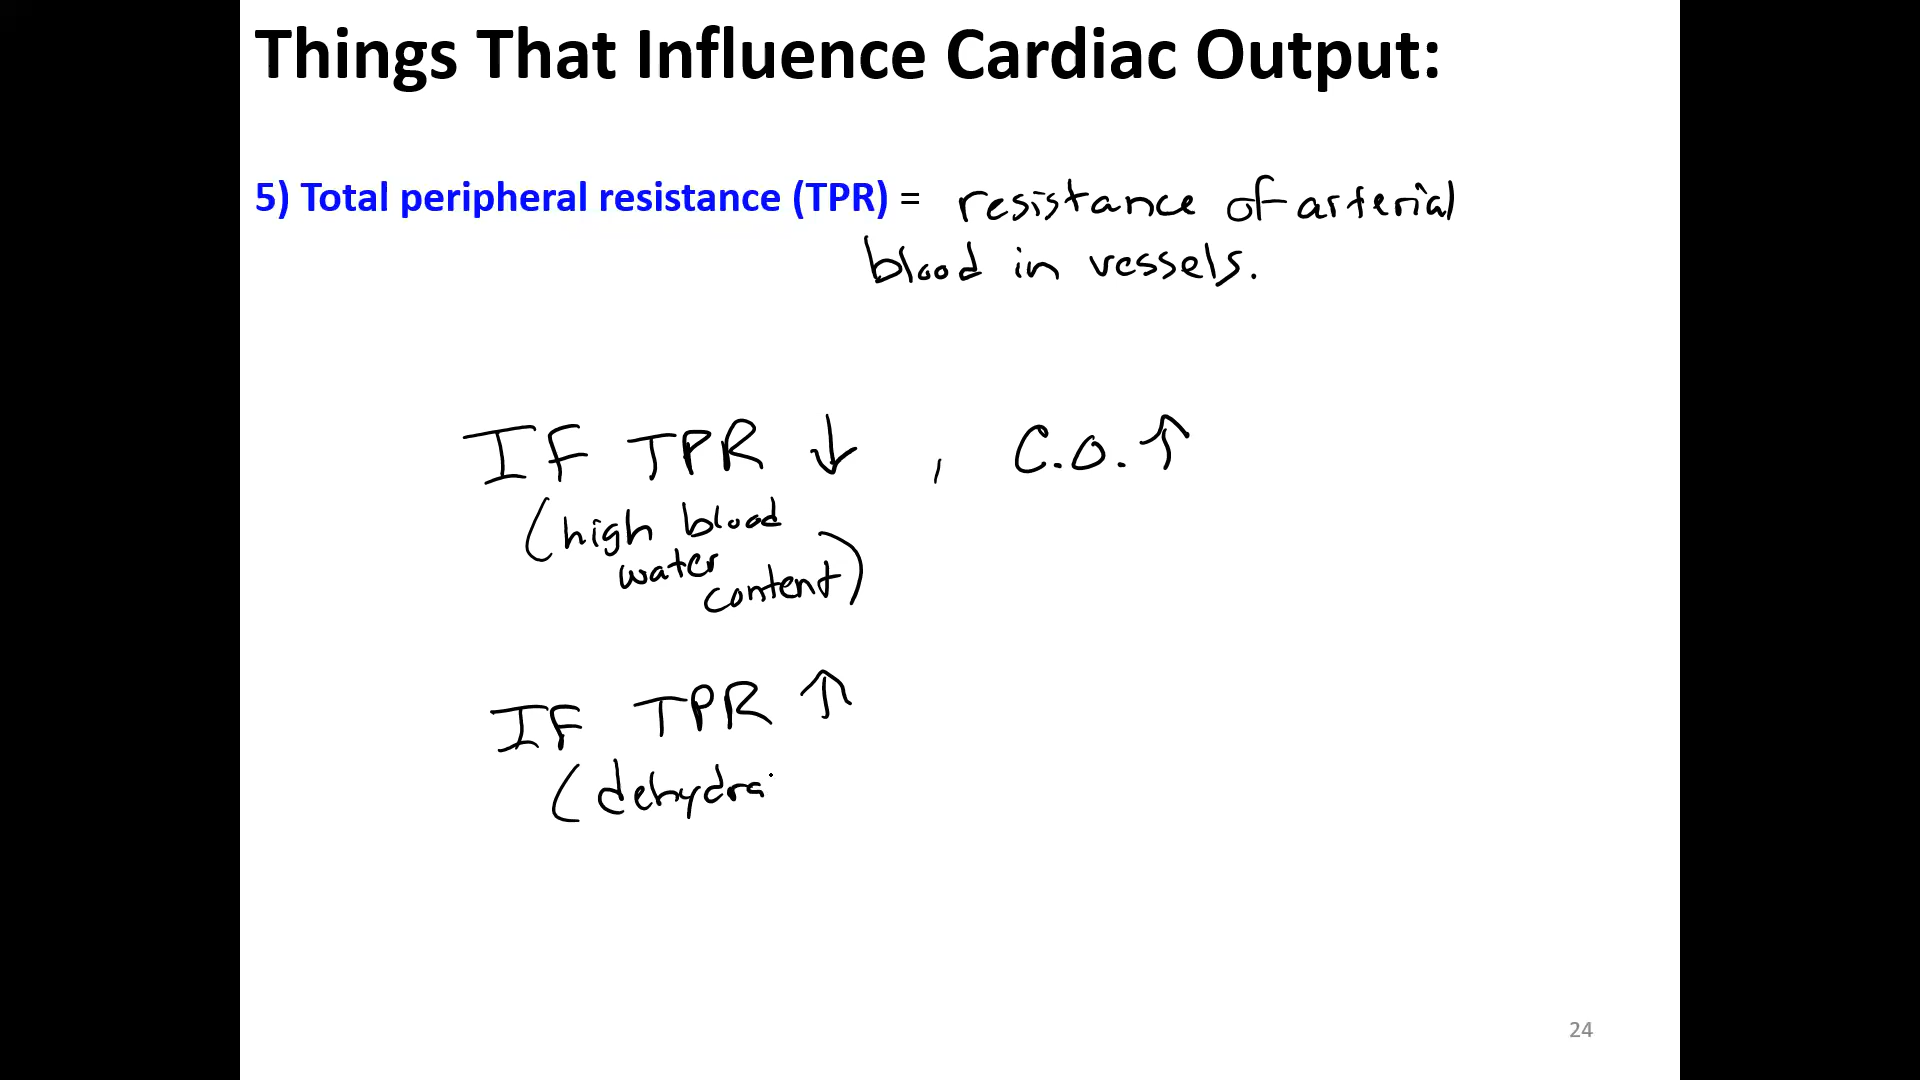 Things That Influence Cardiac Output:
5) Total peripheral resistance (TPR) = resistance of arterial
blood in vessels.
IF TPR ↓ , C.O. ↑
(high blood
water
content)
IF TPR ↑
(dehydra
24